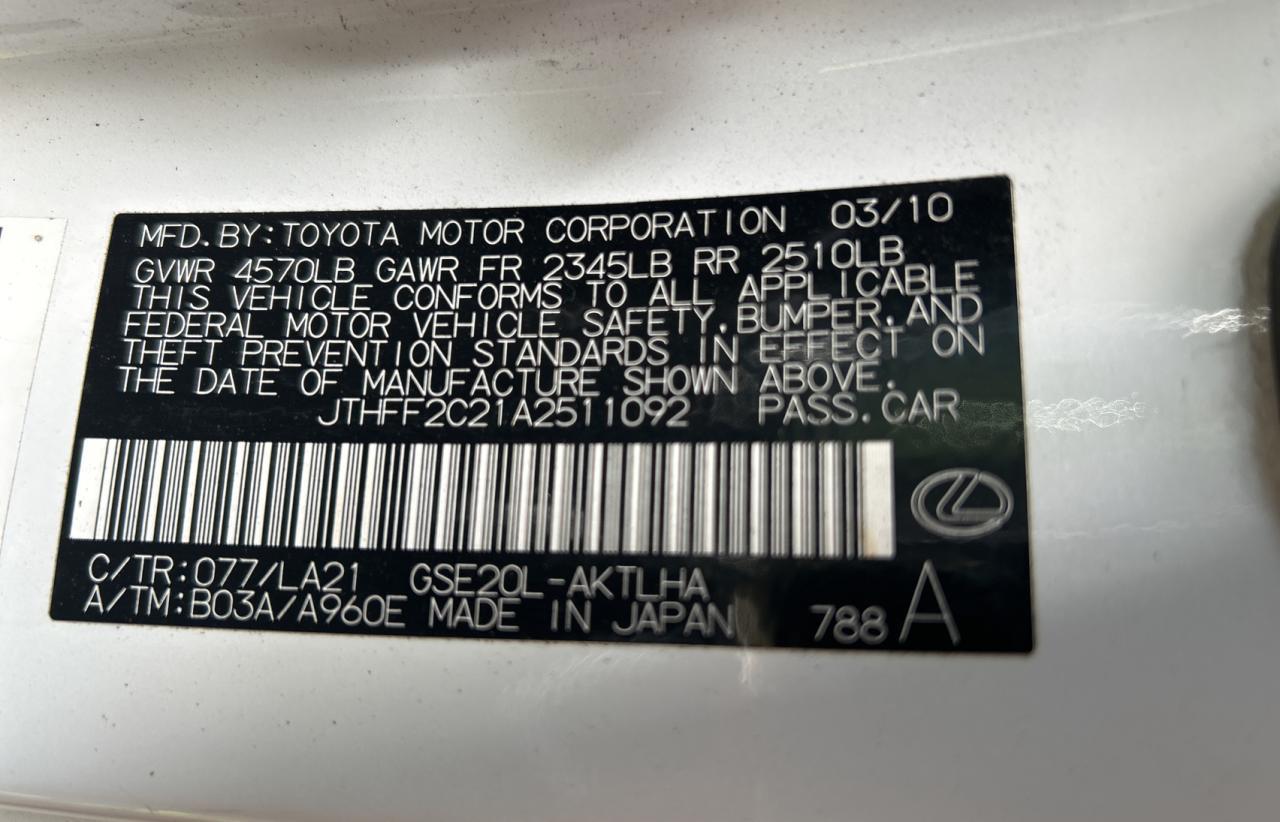 MFD.BY:TOYOTA MOTOR CORPORATION 03/10
GVWR 4570LB GAWR FR 2345LB RR 2510LB
THIS VEHICLE CONFORMS TO ALL APPLICABLE
FEDERAL MOTOR VEHICLE SAFETY,BUMPER,AND
THEFT PREVENTION STANDARDS IN EFFECT ON
THE DATE OF MANUFACTURE SHOWN ABOVE.
JTHFF2C21A2511092 PASS.CAR
C/TR:077/LA21 GSE20L-AKTLHA
A/TM:B03A/A960E MADE IN JAPAN 788 A